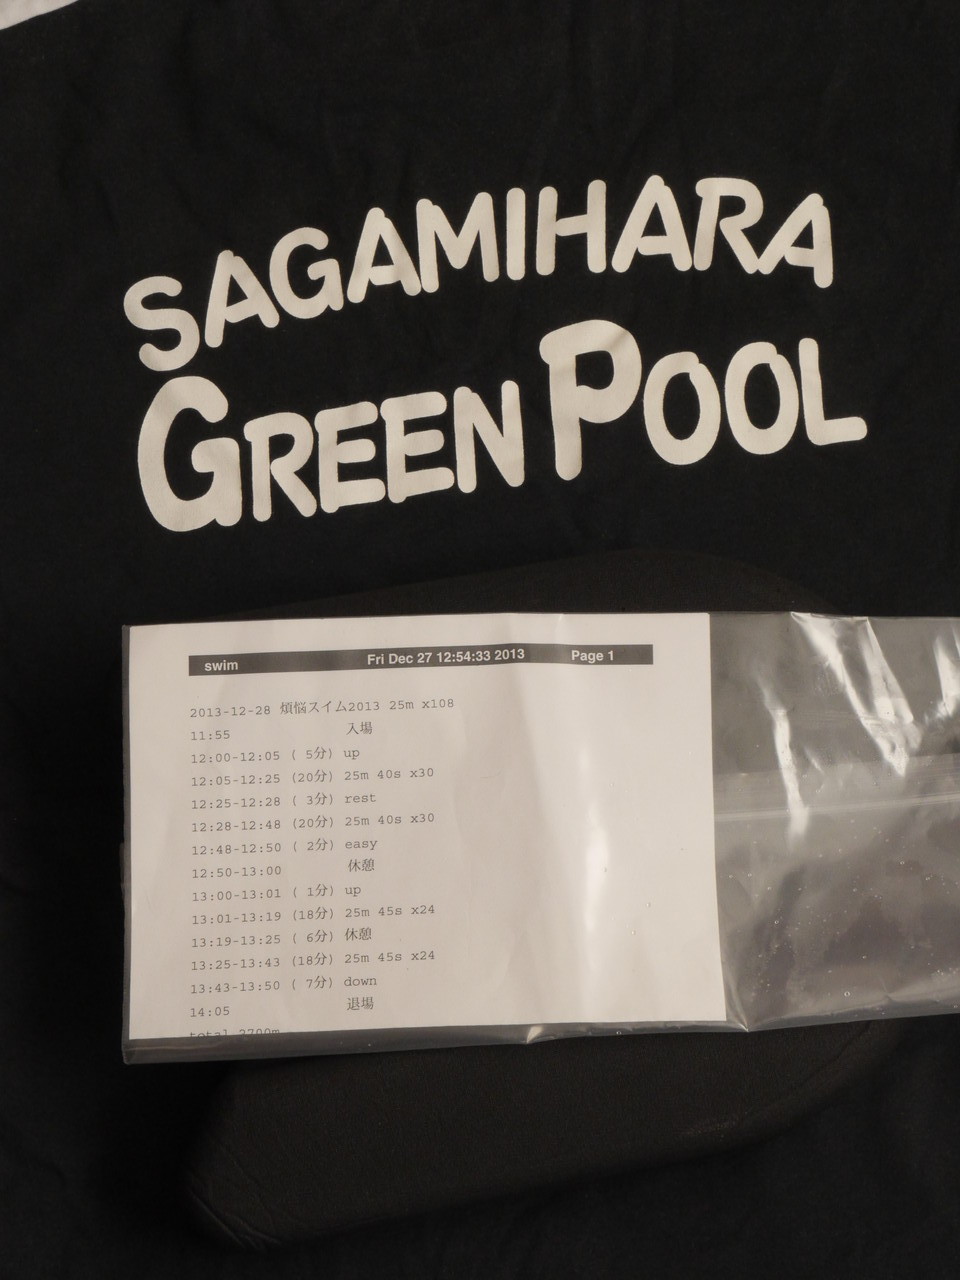 SAGAMIHARA
GREEN POOL
swim Fri Dec 27 12:54:33 2013 Page 1
2013-12-28 煩悩スイム2013 25m x108
11:55 入場
12:00-12:05 ( 5分) up
12:05-12:25 (20分) 25m 40s x30
12:25-12:28 ( 3分) rest
12:28-12:48 (20分) 25m 40s x30
12:48-12:50 ( 2分) easy
12:50-13:00 休憩
13:00-13:01 ( 1分) up
13:01-13:19 (18分) 25m 45s x24
13:19-13:25 ( 6分) 休憩
13:25-13:43 (18分) 25m 45s x24
13:43-13:50 ( 7分) down
14:05 退場
total 2700m